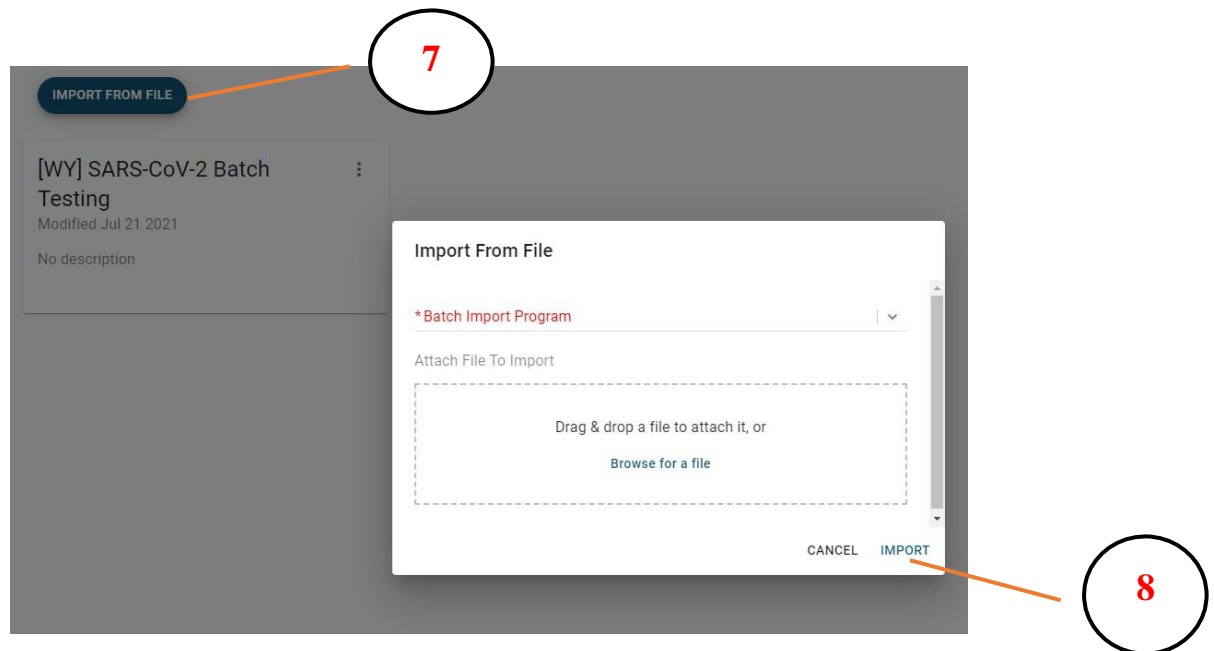 7
IMPORT FROM FILE
[WY] SARS-CoV-2 Batch
Testing
Modified Jul 21 2021
No description
Import From File
*Batch Import Program
Attach File To Import
Drag & drop a file to attach it, or
Browse for a file
CANCEL IMPORT
8